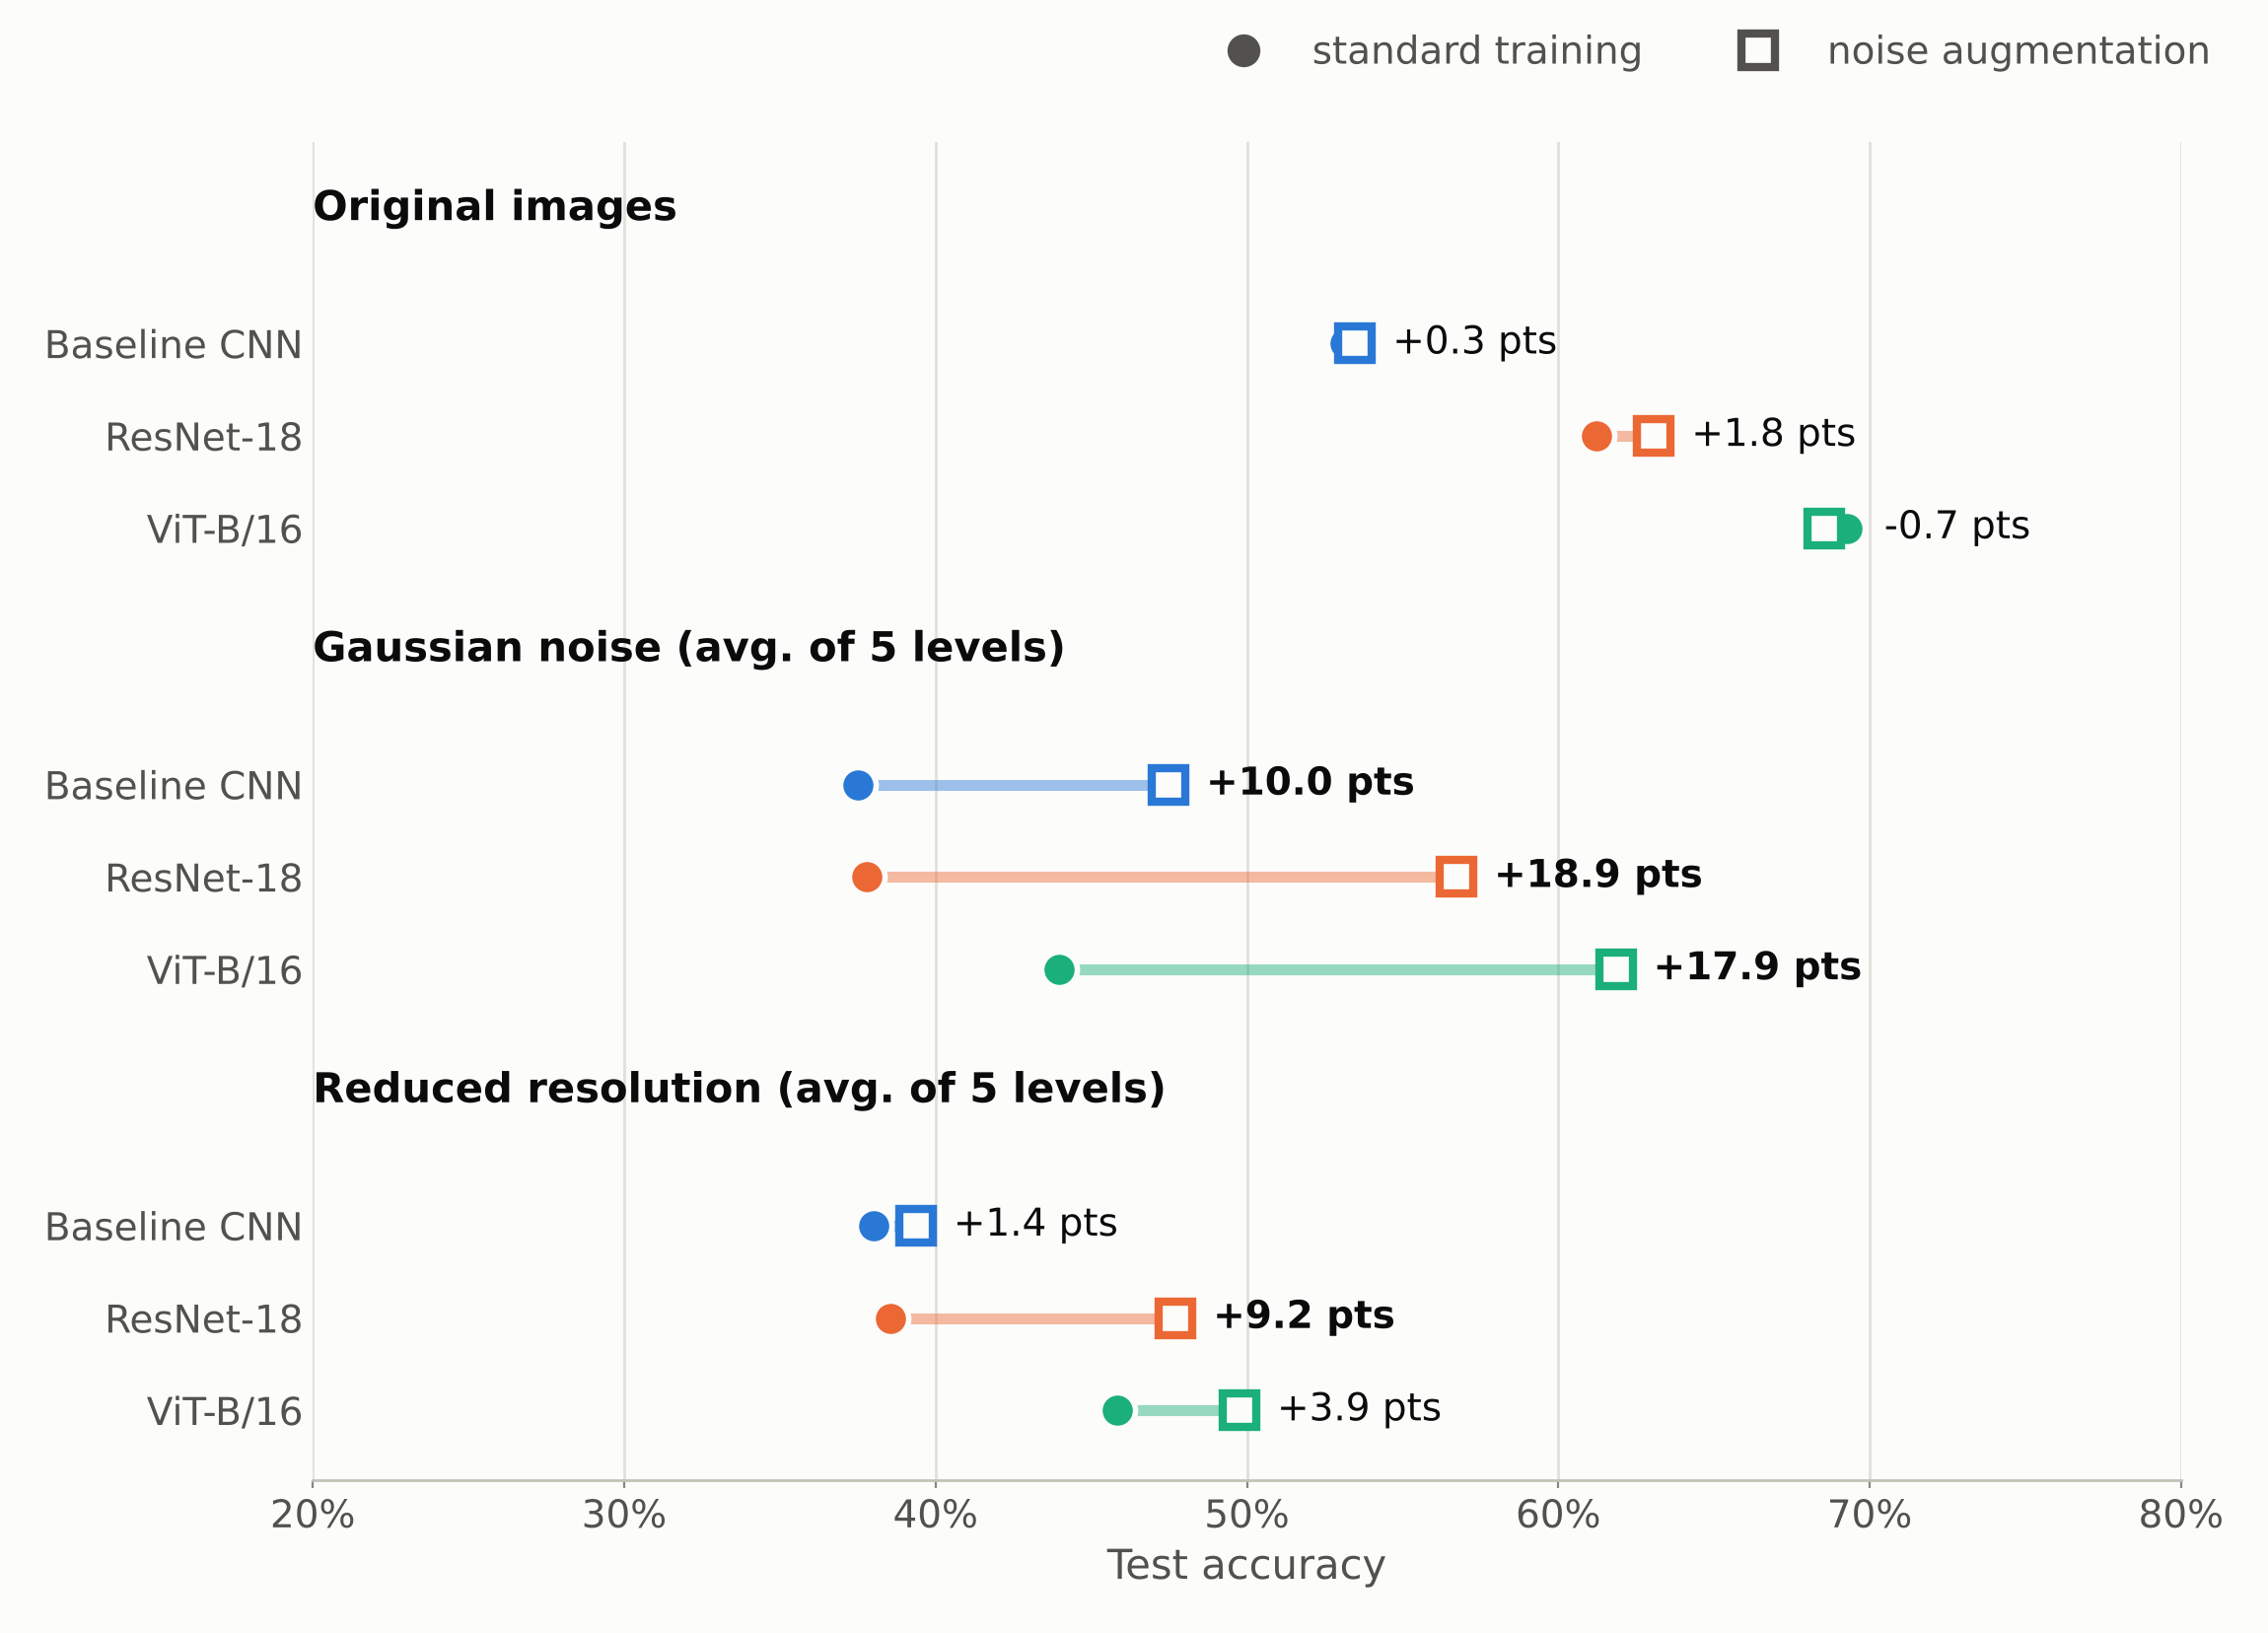 standard training noise augmentation
Original images
Baseline CNN +0.3 pts
ResNet-18 +1.8 pts
ViT-B/16 -0.7 pts
Gaussian noise (avg. of 5 levels)
Baseline CNN +10.0 pts
ResNet-18 +18.9 pts
ViT-B/16 +17.9 pts
Reduced resolution (avg. of 5 levels)
Baseline CNN +1.4 pts
ResNet-18 +9.2 pts
ViT-B/16 +3.9 pts
20% 30% 40% 50% 60% 70% 80%
Test accuracy